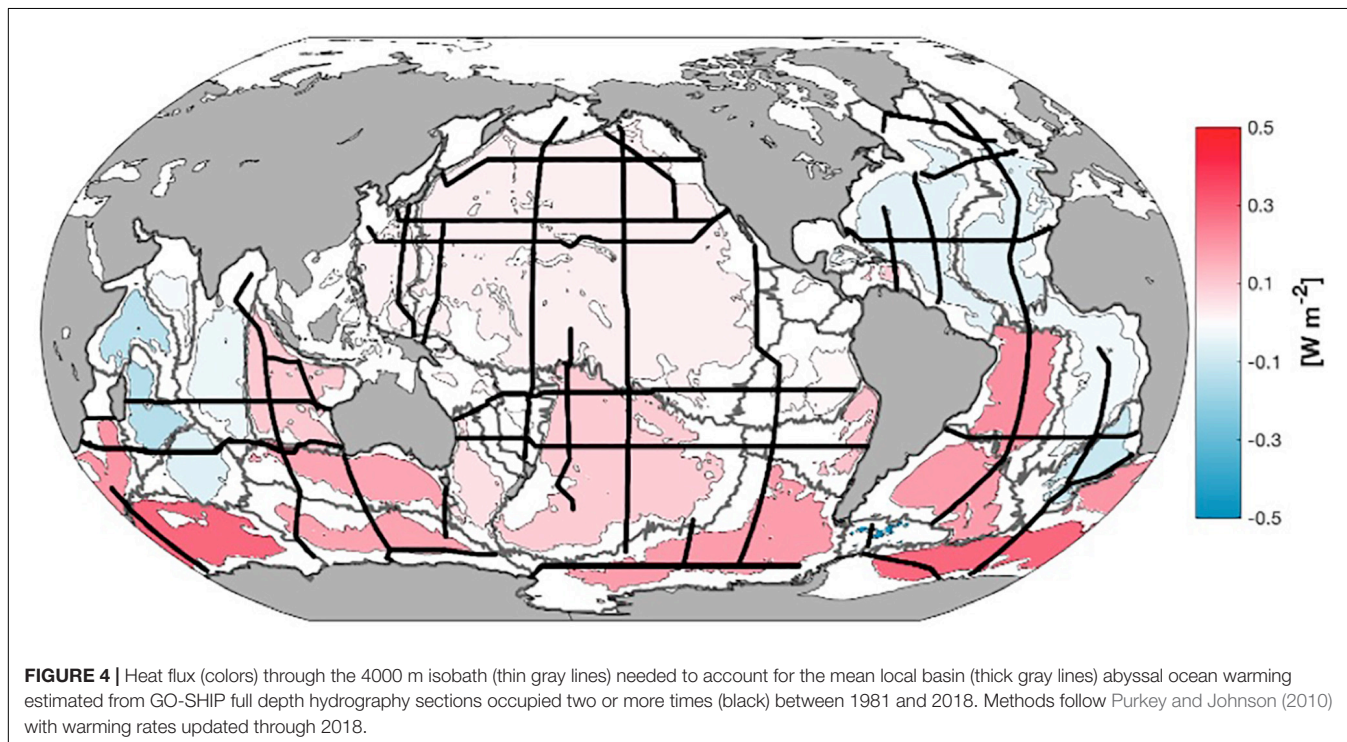 0.5
0.3
0.1
-0.1
-0.3
-0.5
[W m⁻²]
FIGURE 4 | Heat flux (colors) through the 4000 m isobath (thin gray lines) needed to account for the mean local basin (thick gray lines) abyssal ocean warming
estimated from GO-SHIP full depth hydrography sections occupied two or more times (black) between 1981 and 2018. Methods follow Purkey and Johnson (2010)
with warming rates updated through 2018.